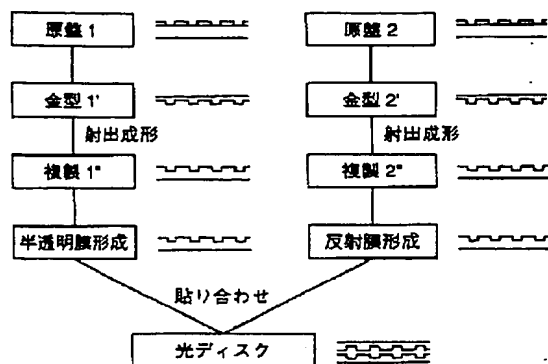 原盤 1
原盤 2
金型 1'
金型 2'
射出成形
射出成形
複製 1"
複製 2"
半透明膜形成
反射膜形成
貼り合わせ
光ディスク